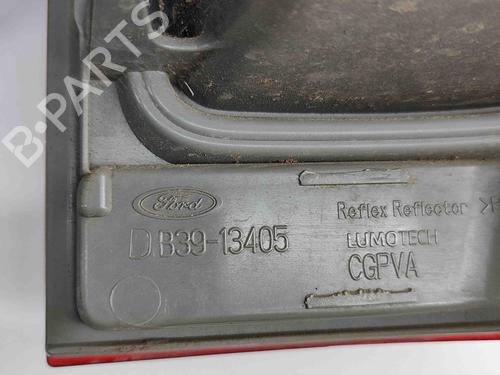 B-PARTS
Ford
D B39-13405
Reflex Reflector >P
LUMOTECH
CGPVA